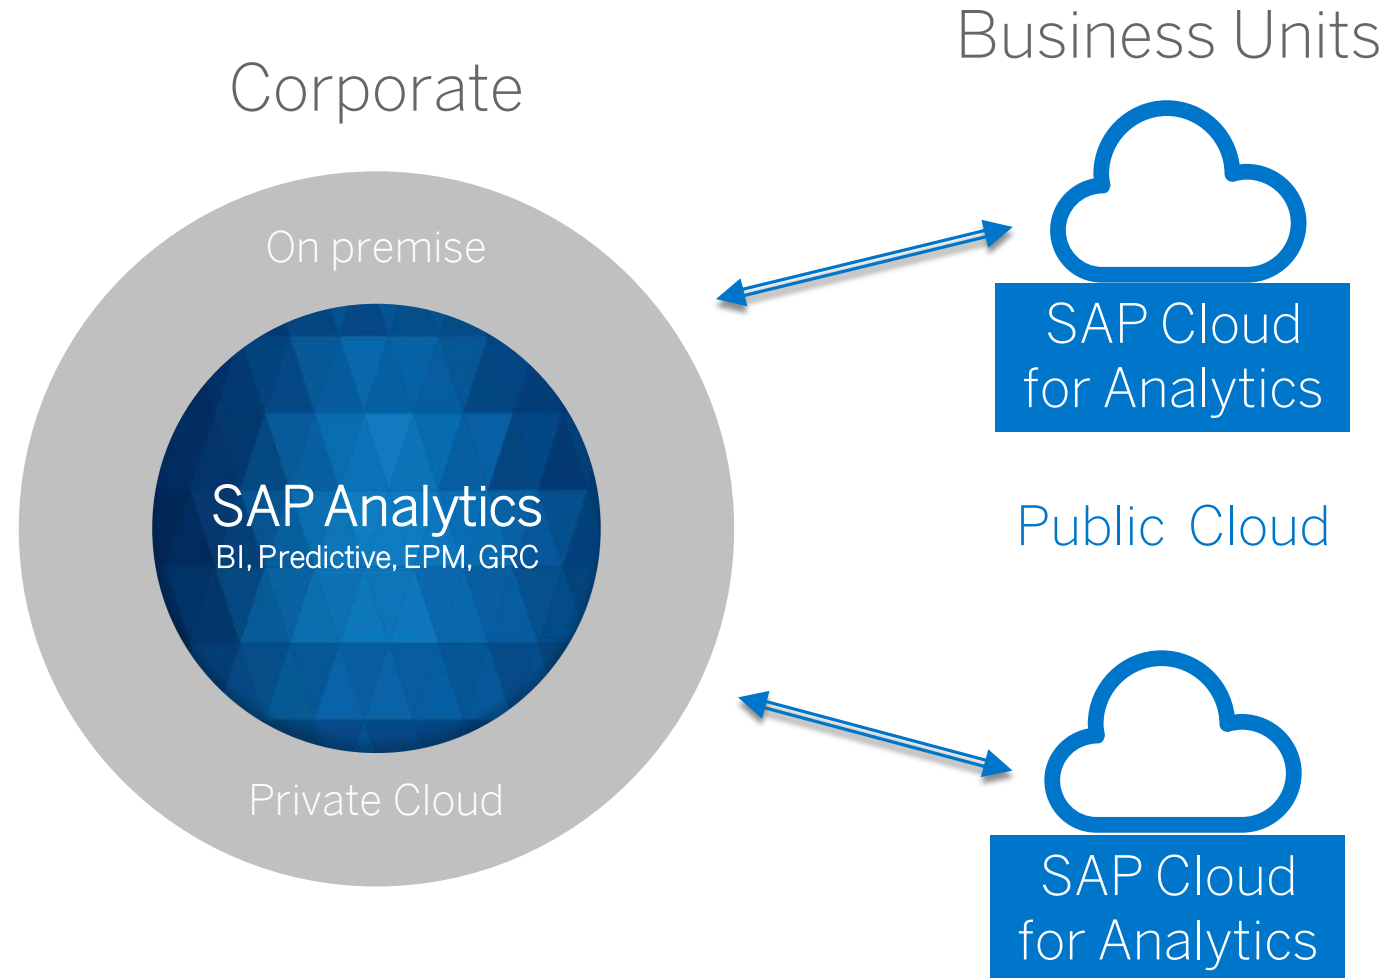 Corporate
On premise
SAP Analytics
BI, Predictive, EPM, GRC
Private Cloud
Business Units
SAP Cloud
for Analytics
Public Cloud
SAP Cloud
for Analytics